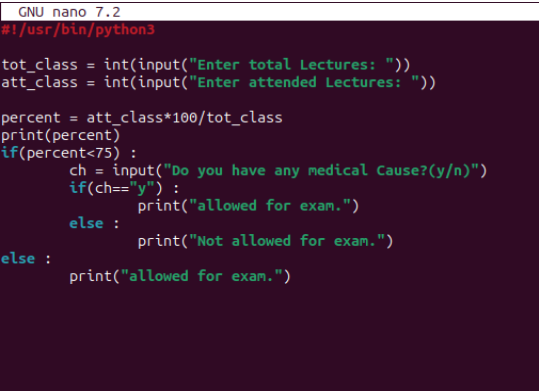 GNU nano 7.2
#!/usr/bin/python3
tot_class = int(input("Enter total Lectures: "))
att_class = int(input("Enter attended Lectures: "))
percent = att_class*100/tot_class
print(percent)
if(percent<75) :
        ch = input("Do you have any medical Cause?(y/n)")
        if(ch=="y") :
                print("allowed for exam.")
        else :
                print("Not allowed for exam.")
else :
        print("allowed for exam.")